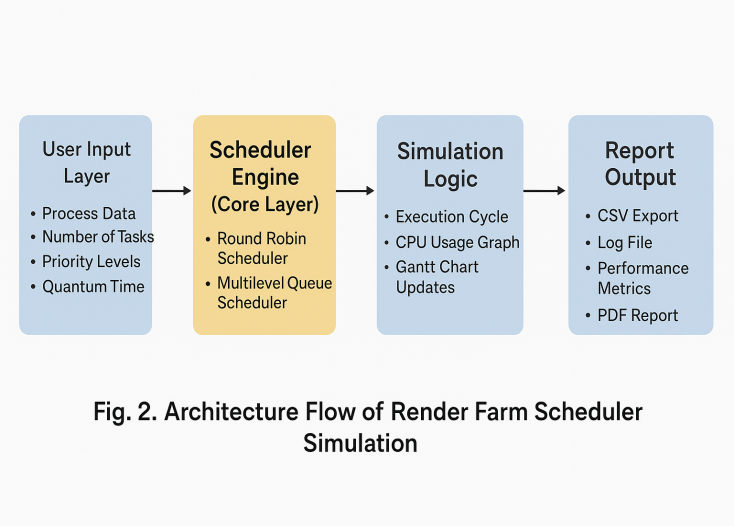 User Input
Layer
• Process Data
• Number of Tasks
• Priority Levels
• Quantum Time
Scheduler
Engine
(Core Layer)
• Round Robin
Scheduler
• Multilevel Queue
Scheduler
Simulation
Logic
• Execution Cycle
• CPU Usage Graph
• Gantt Chart
Updates
Report
Output
• CSV Export
• Log File
• Performance
Metrics
• PDF Report
Fig. 2. Architecture Flow of Render Farm Scheduler
Simulation